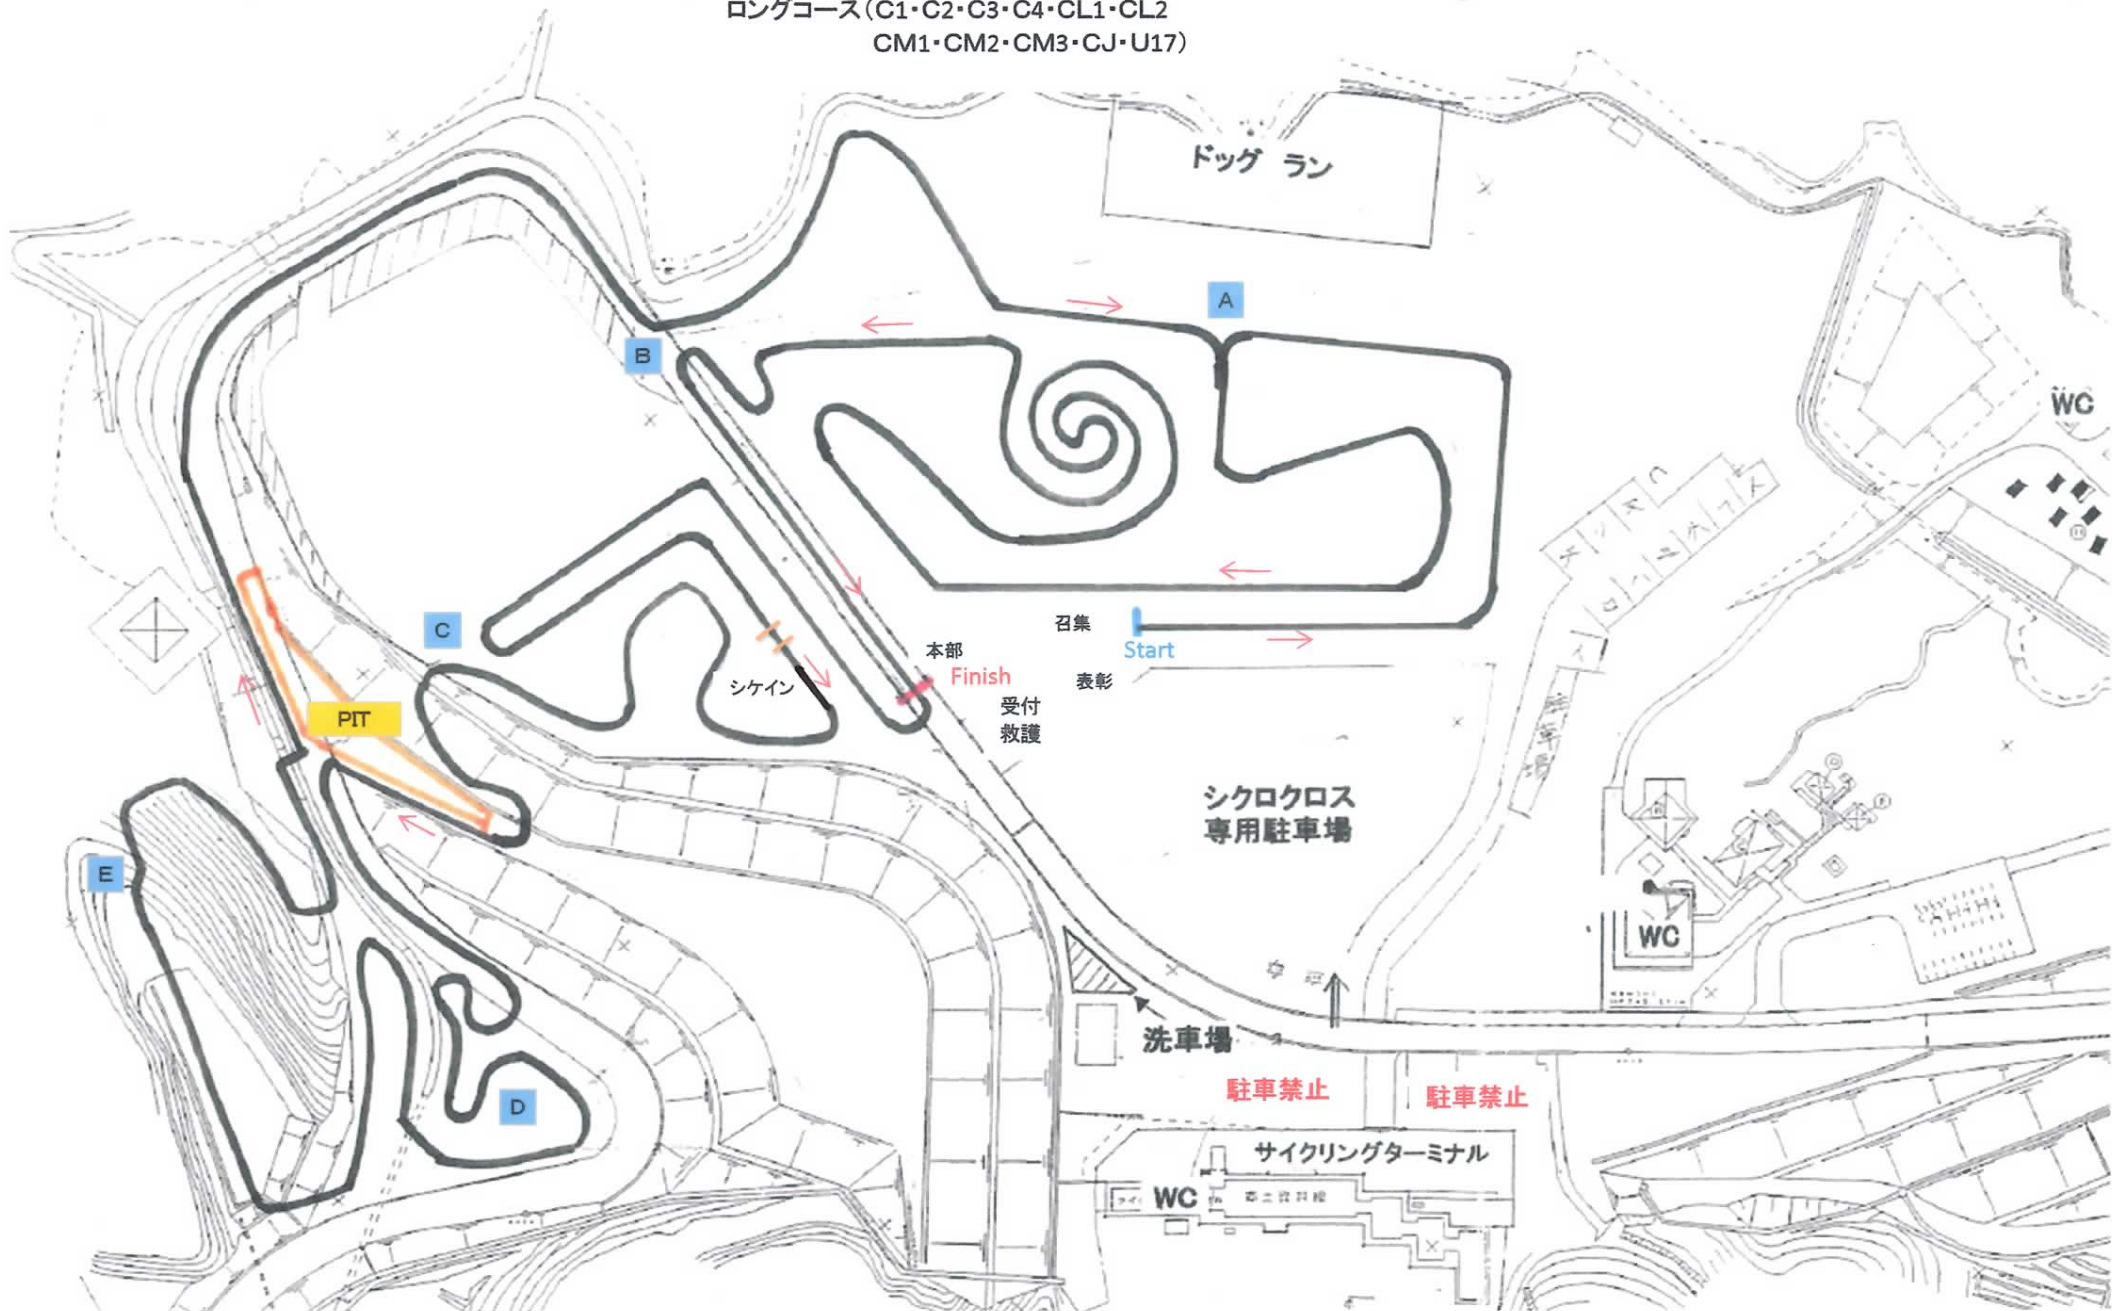 ロングコース(C1・C2・C3・C4・CL1・CL2
CM1・CM2・CM3・CJ・U17)
ドッグ ラン
A
B
WC
C
召集
Start
本部
Finish
表彰
シケイン
受付
救護
PIT
シクロクロス
専用駐車場
E
WC
洗車場
D
駐車禁止
駐車禁止
サイクリングターミナル
WC